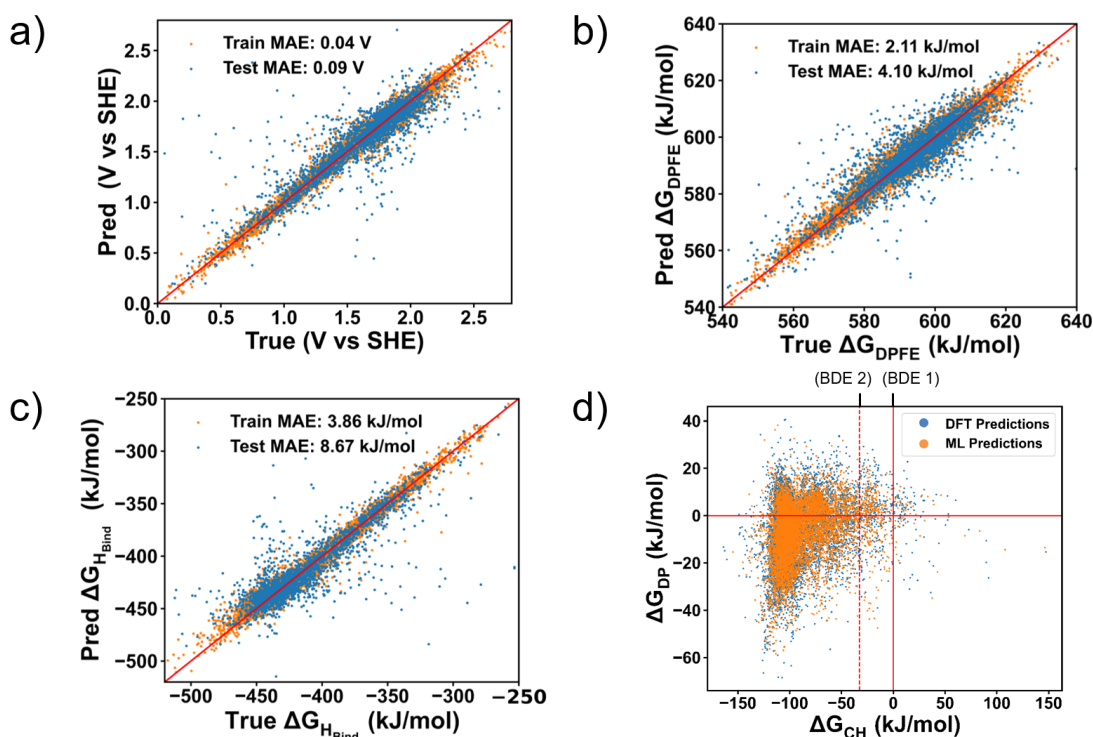 a)
Train MAE: 0.04 V
Test MAE: 0.09 V
Pred (V vs SHE)
2.5
2.0
1.5
1.0
0.5
0.0
0.0 0.5 1.0 1.5 2.0 2.5
True (V vs SHE)
b)
Train MAE: 2.11 kJ/mol
Test MAE: 4.10 kJ/mol
Pred ΔG_DPFE (kJ/mol)
640
620
600
580
560
540
540 560 580 600 620 640
True ΔG_DPFE (kJ/mol)
c)
Train MAE: 3.86 kJ/mol
Test MAE: 8.67 kJ/mol
Pred ΔG_H_Bind (kJ/mol)
−250
−300
−350
−400
−450
−500
−500 −450 −400 −350 −300 −250
True ΔG_H_Bind (kJ/mol)
d)
(BDE 2) (BDE 1)
DFT Predictions
ML Predictions
ΔG_DP (kJ/mol)
40
20
0
−20
−40
−60
−150 −100 −50 0 50 100 150
ΔG_CH (kJ/mol)